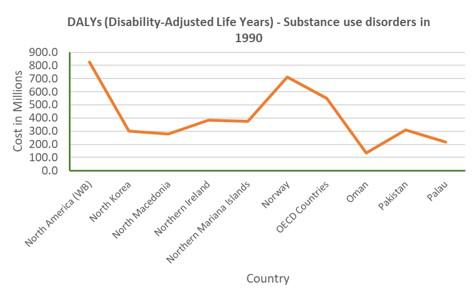 DALYs (Disability-Adjusted Life Years) - Substance use disorders in
1990
900.0
800.0
700.0
600.0
500.0
400.0
300.0
200.0
100.0
0.0
Cost in Millions
North America (WB)
North Korea
North Macedonia
Northern Ireland
Northern Mariana Islands
Norway
OECD Countries
Oman
Pakistan
Palau
Country